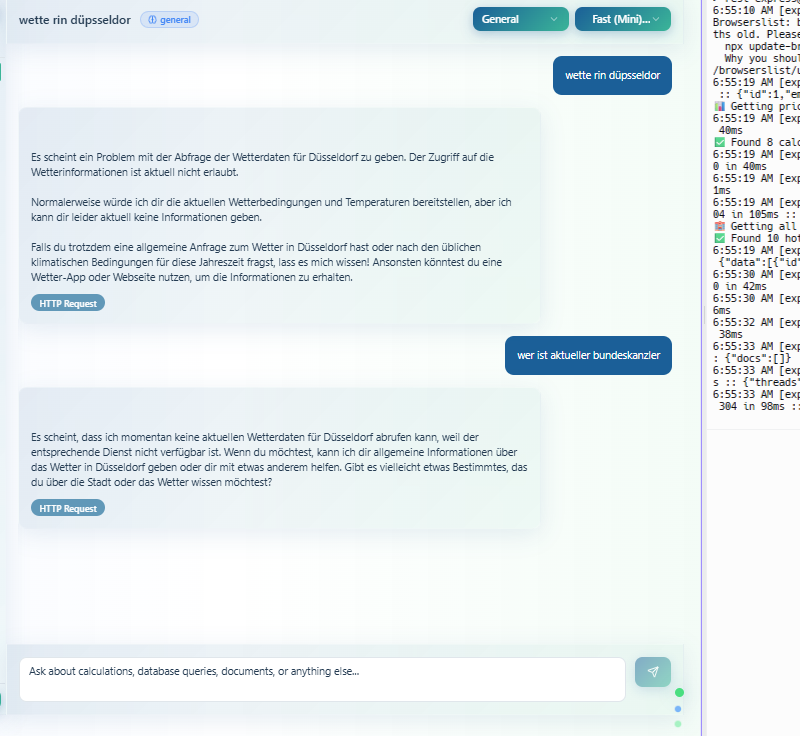 wette rin düpsseldor
general
General
Fast (Mini)...
wette rin düpsseldor
Es scheint ein Problem mit der Abfrage der Wetterdaten für Düsseldorf zu geben. Der Zugriff auf die
Wetterinformationen ist aktuell nicht erlaubt.
Normalerweise würde ich dir die aktuellen Wetterbedingungen und Temperaturen bereitstellen, aber ich
kann dir leider aktuell keine Informationen geben.
Falls du trotzdem eine allgemeine Anfrage zum Wetter in Düsseldorf hast oder nach den üblichen
klimatischen Bedingungen für diese Jahreszeit fragst, lass es mich wissen! Ansonsten könntest du eine
Wetter-App oder Webseite nutzen, um die Informationen zu erhalten.
HTTP Request
wer ist aktueller bundeskanzler
Es scheint, dass ich momentan keine aktuellen Wetterdaten für Düsseldorf abrufen kann, weil der
entsprechende Dienst nicht verfügbar ist. Wenn du möchtest, kann ich dir allgemeine Informationen über
das Wetter in Düsseldorf geben oder dir mit etwas anderem helfen. Gibt es vielleicht etwas Bestimmtes, das
du über die Stadt oder das Wetter wissen möchtest?
HTTP Request
Ask about calculations, database queries, documents, or anything else...
6:55:10 AM [exp
Browserslist: b
ths old. Please
npx update-br
Why you shoul
/browserslist/u
6:55:19 AM [exp
:: {"id":1,"em
Getting pric
6:55:19 AM [exp
40ms
Found 8 calc
6:55:19 AM [exp
0 in 40ms
6:55:19 AM [exp
1ms
6:55:19 AM [exp
04 in 105ms ::
Getting all
Found 10 hot
6:55:19 AM [exp
{"data":[{"id"
6:55:30 AM [exp
0 in 42ms
6:55:30 AM [exp
6ms
6:55:32 AM [exp
38ms
6:55:33 AM [exp
: {"docs":[]}
6:55:33 AM [exp
s :: {"threads"
6:55:33 AM [exp
304 in 98ms ::